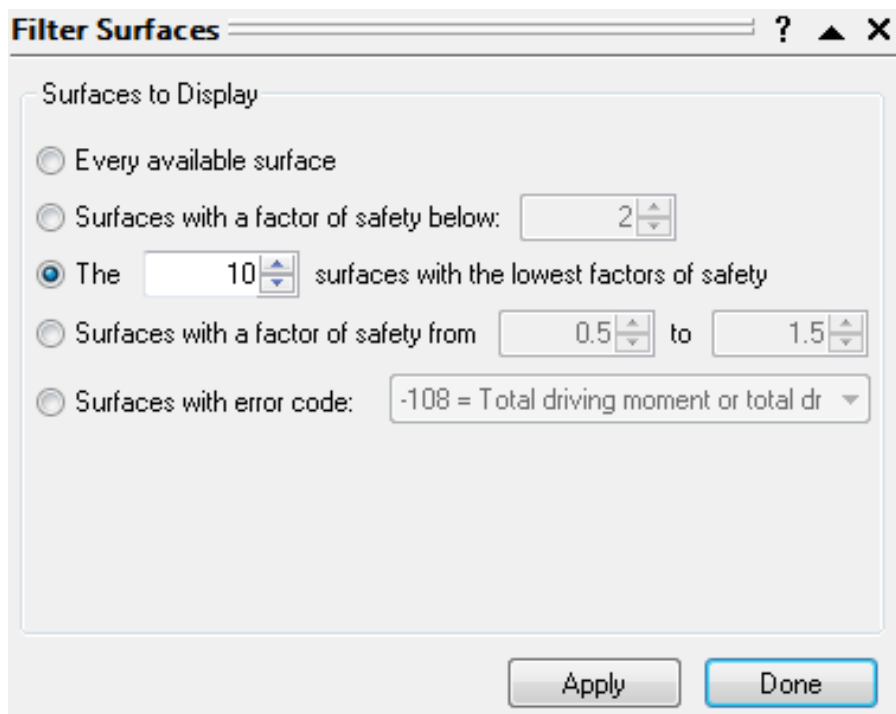 Filter Surfaces ? 
Surfaces to Display
Every available surface
Surfaces with a factor of safety below: 2
The 10 surfaces with the lowest factors of safety
Surfaces with a factor of safety from 0.5 to 1.5
Surfaces with error code: -108 = Total driving moment or total dr
Apply Done